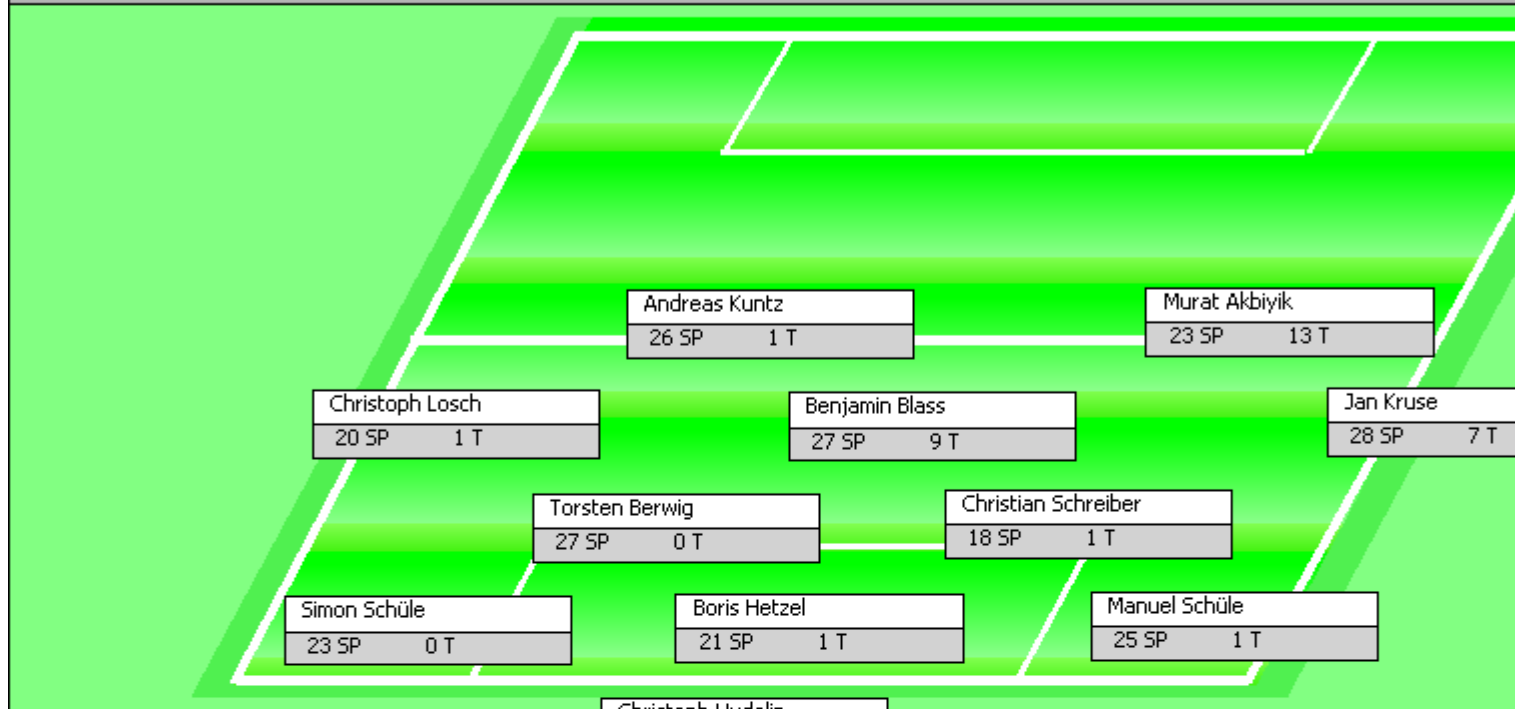 Andreas Kuntz
26 SP 1 T
Murat Akbiyik
23 SP 13 T
Christoph Losch
20 SP 1 T
Benjamin Blass
27 SP 9 T
Jan Kruse
28 SP 7 T
Torsten Berwig
27 SP 0 T
Christian Schreiber
18 SP 1 T
Simon Schüle
23 SP 0 T
Boris Hetzel
21 SP 1 T
Manuel Schüle
25 SP 1 T
Christoph